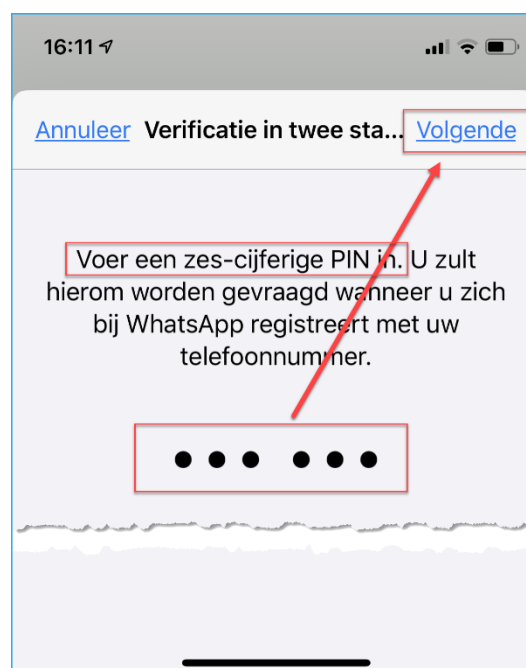 16:11
Annuleer Verificatie in twee sta... Volgende
Voer een zes-cijferige PIN in. U zult
hierom worden gevraagd wanneer u zich
bij WhatsApp registreert met uw
telefoonnummer.